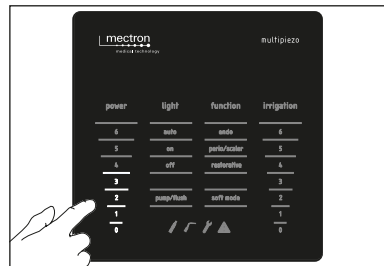 mectron
medical technology
multipiezo
power light function irrigation
6 auto endo 6
5 on perio/scaler 5
4 off restorative 4
3 3
2 pump/flush soft mode 2
1 1
0 0